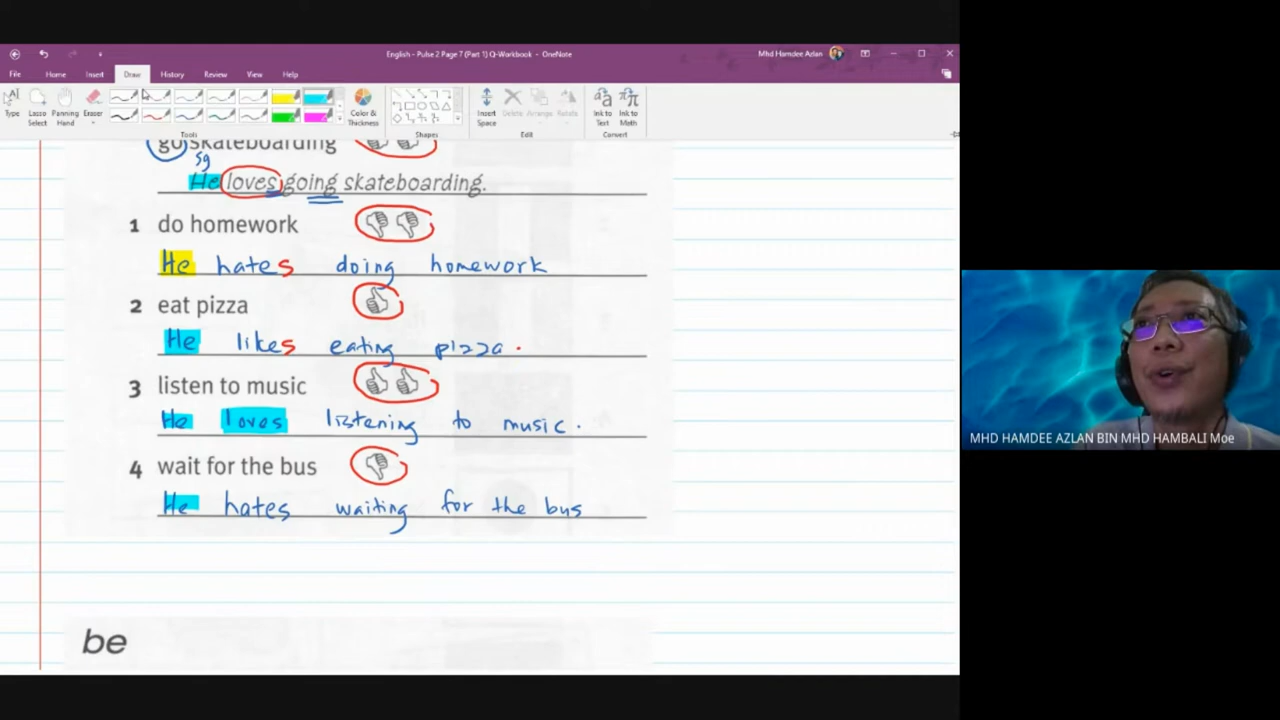 English - Pulse 2 Page 7 (Part 1) Q-Workbook - OneNote
Mhd Hamdee Azlan
File Home Insert Draw History Review View Help
Type
Lasso Select
Panning Hand
Eraser
Color & Thickness
Insert Space
Delete
Arrange
Rotate
Ink to Text
Ink to Math
Tools
Shapes
Edit
Convert
go skateboarding
sg
He loves going skateboarding.
1 do homework
He hates doing homework
2 eat pizza
He likes eating pizza.
3 listen to music
He loves listening to music.
4 wait for the bus
He hates waiting for the bus
be
MHD HAMDEE AZLAN BIN MHD HAMBALI Moe